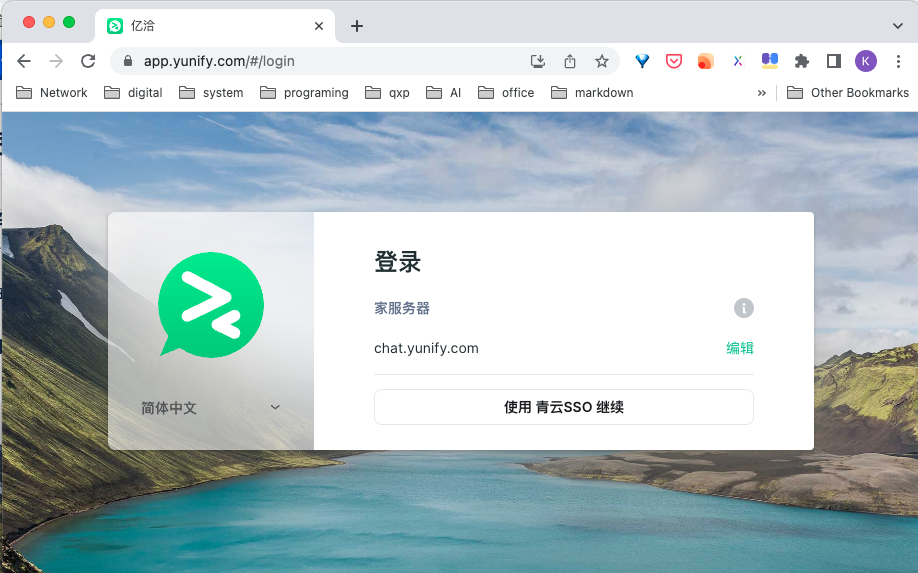 亿洽
app.yunify.com/#/login
K
Network
digital
system
programing
qxp
AI
office
markdown
»
Other Bookmarks
登录
家服务器
chat.yunify.com
编辑
简体中文
使用 青云SSO 继续